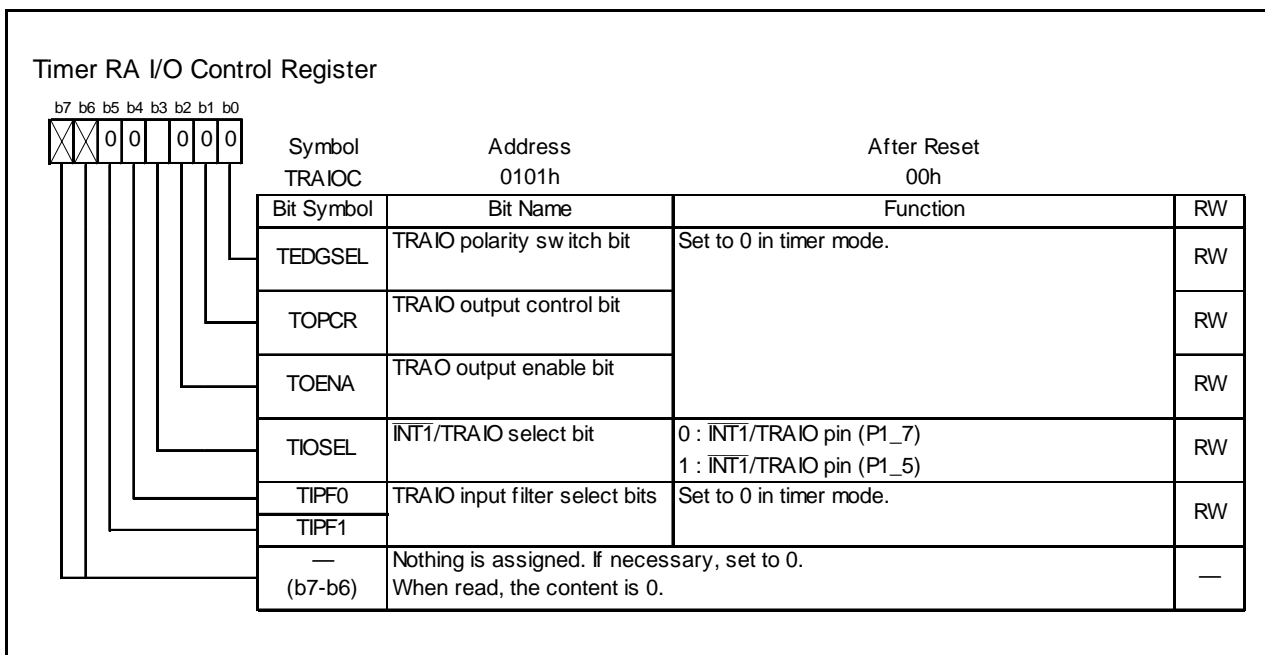 Timer RA I/O Control Register
b7 b6 b5 b4 b3 b2 b1 b0
0 0 0 0 0
Symbol Address After Reset
TRAIOC 0101h 00h
Bit Symbol Bit Name Function RW
TEDGSEL TRAIO polarity switch bit Set to 0 in timer mode. RW
TOPCR TRAIO output control bit RW
TOENA TRAO output enable bit RW
TIOSEL INT1/TRAIO select bit 0 : INT1/TRAIO pin (P1_7) RW
1 : INT1/TRAIO pin (P1_5)
TIPF0 TRAIO input filter select bits Set to 0 in timer mode. RW
TIPF1
— Nothing is assigned. If necessary, set to 0. —
(b7-b6) When read, the content is 0.